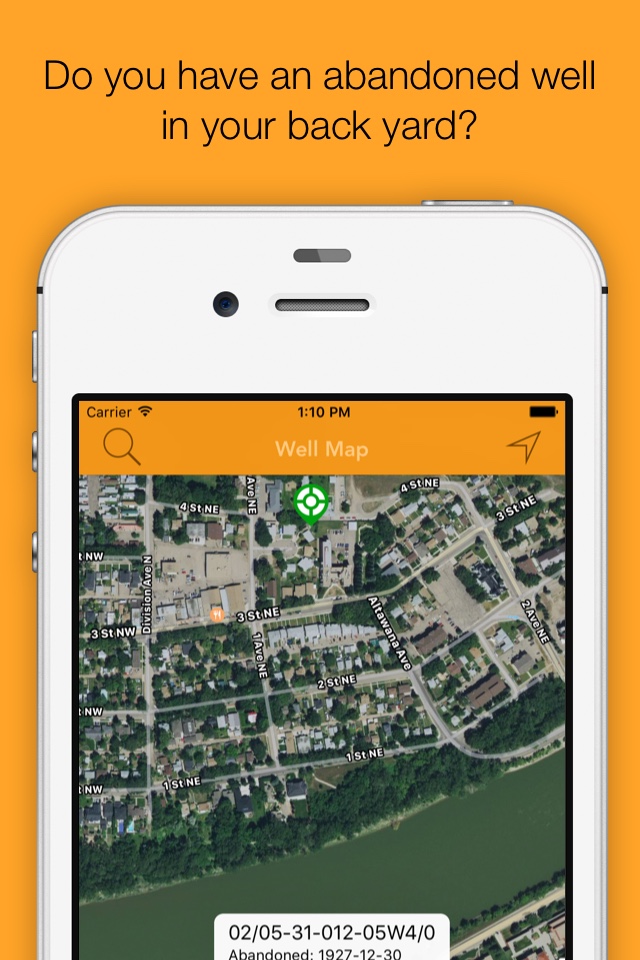 Do you have an abandoned well
in your back yard?
Carrier 1:10 PM
Well Map
Ave NE
4 St NE
4 St NE
3 St NE
t NW
Division Ave N
3 St NE
3 St NW
1 Ave NE
Altawana Ave
2 Ave NE
2 St NE
t NW
1 St NE
1 St NE
t NW
02/05-31-012-05W4/0
Abandoned: 1927-12-30